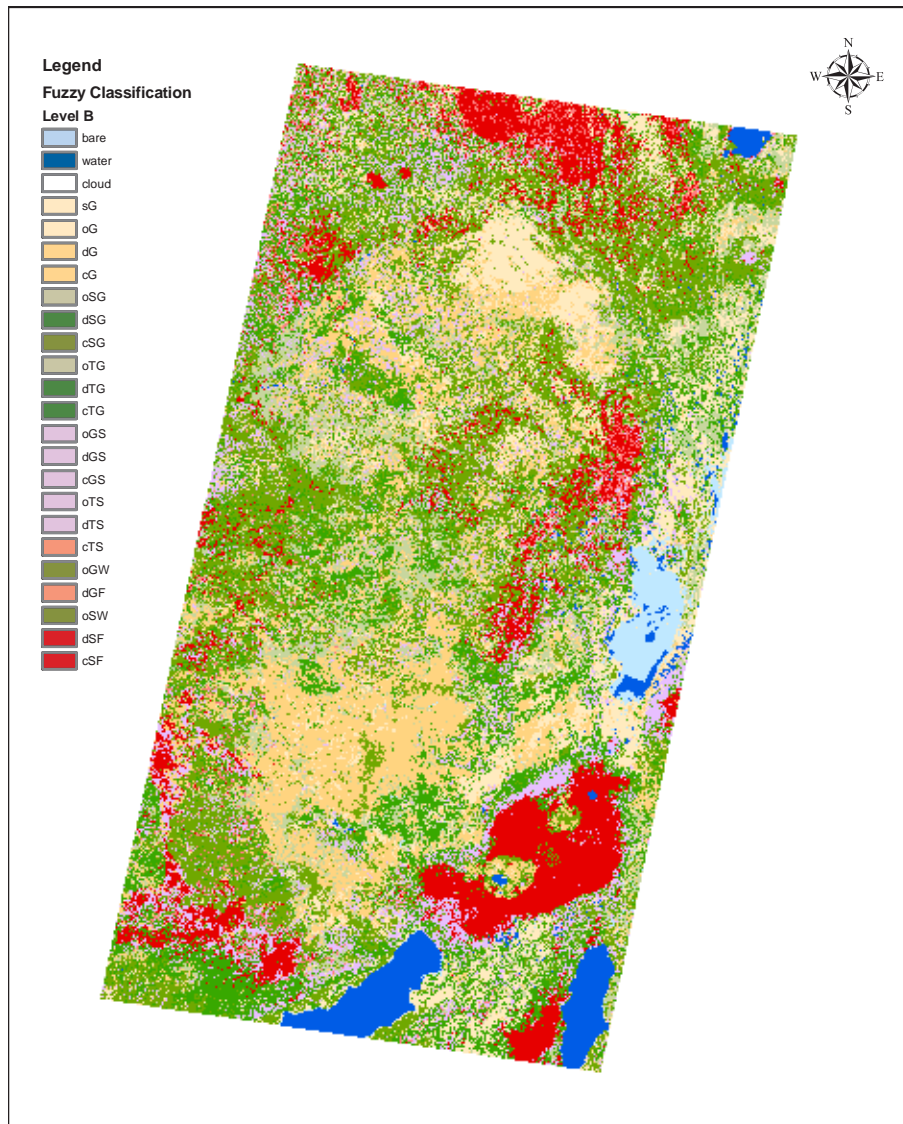 Legend
Fuzzy Classification
Level B
bare
water
cloud
sG
oG
dG
cG
oSG
dSG
cSG
oTG
dTG
cTG
oGS
dGS
cGS
oTS
dTS
cTS
oGW
dGF
oSW
dSF
cSF
N
W E
S